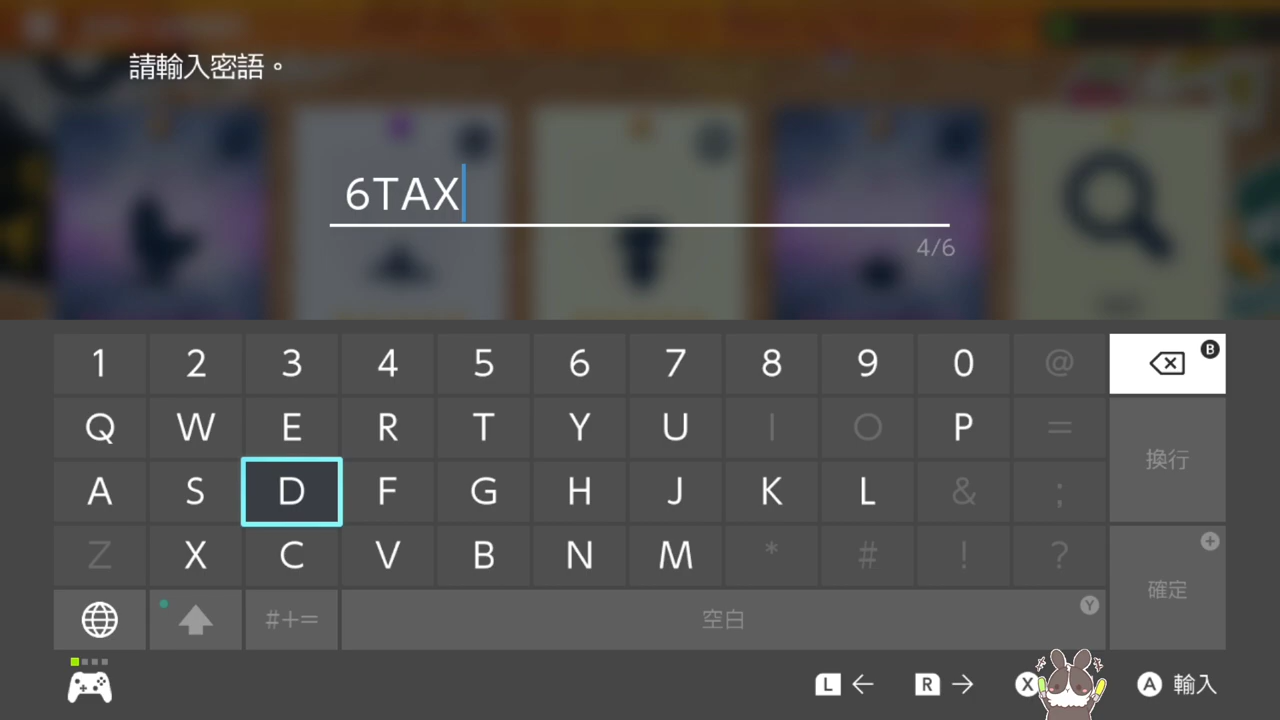 請輸入密語。
6TAX
4/6
1 2 3 4 5 6 7 8 9 0 @ B
Q W E R T Y U I O P = 換行
A S D F G H J K L & ;
Z X C V B N M * # ! ? + 確定
#+= 空白 Y
L ← R → X A 輸入